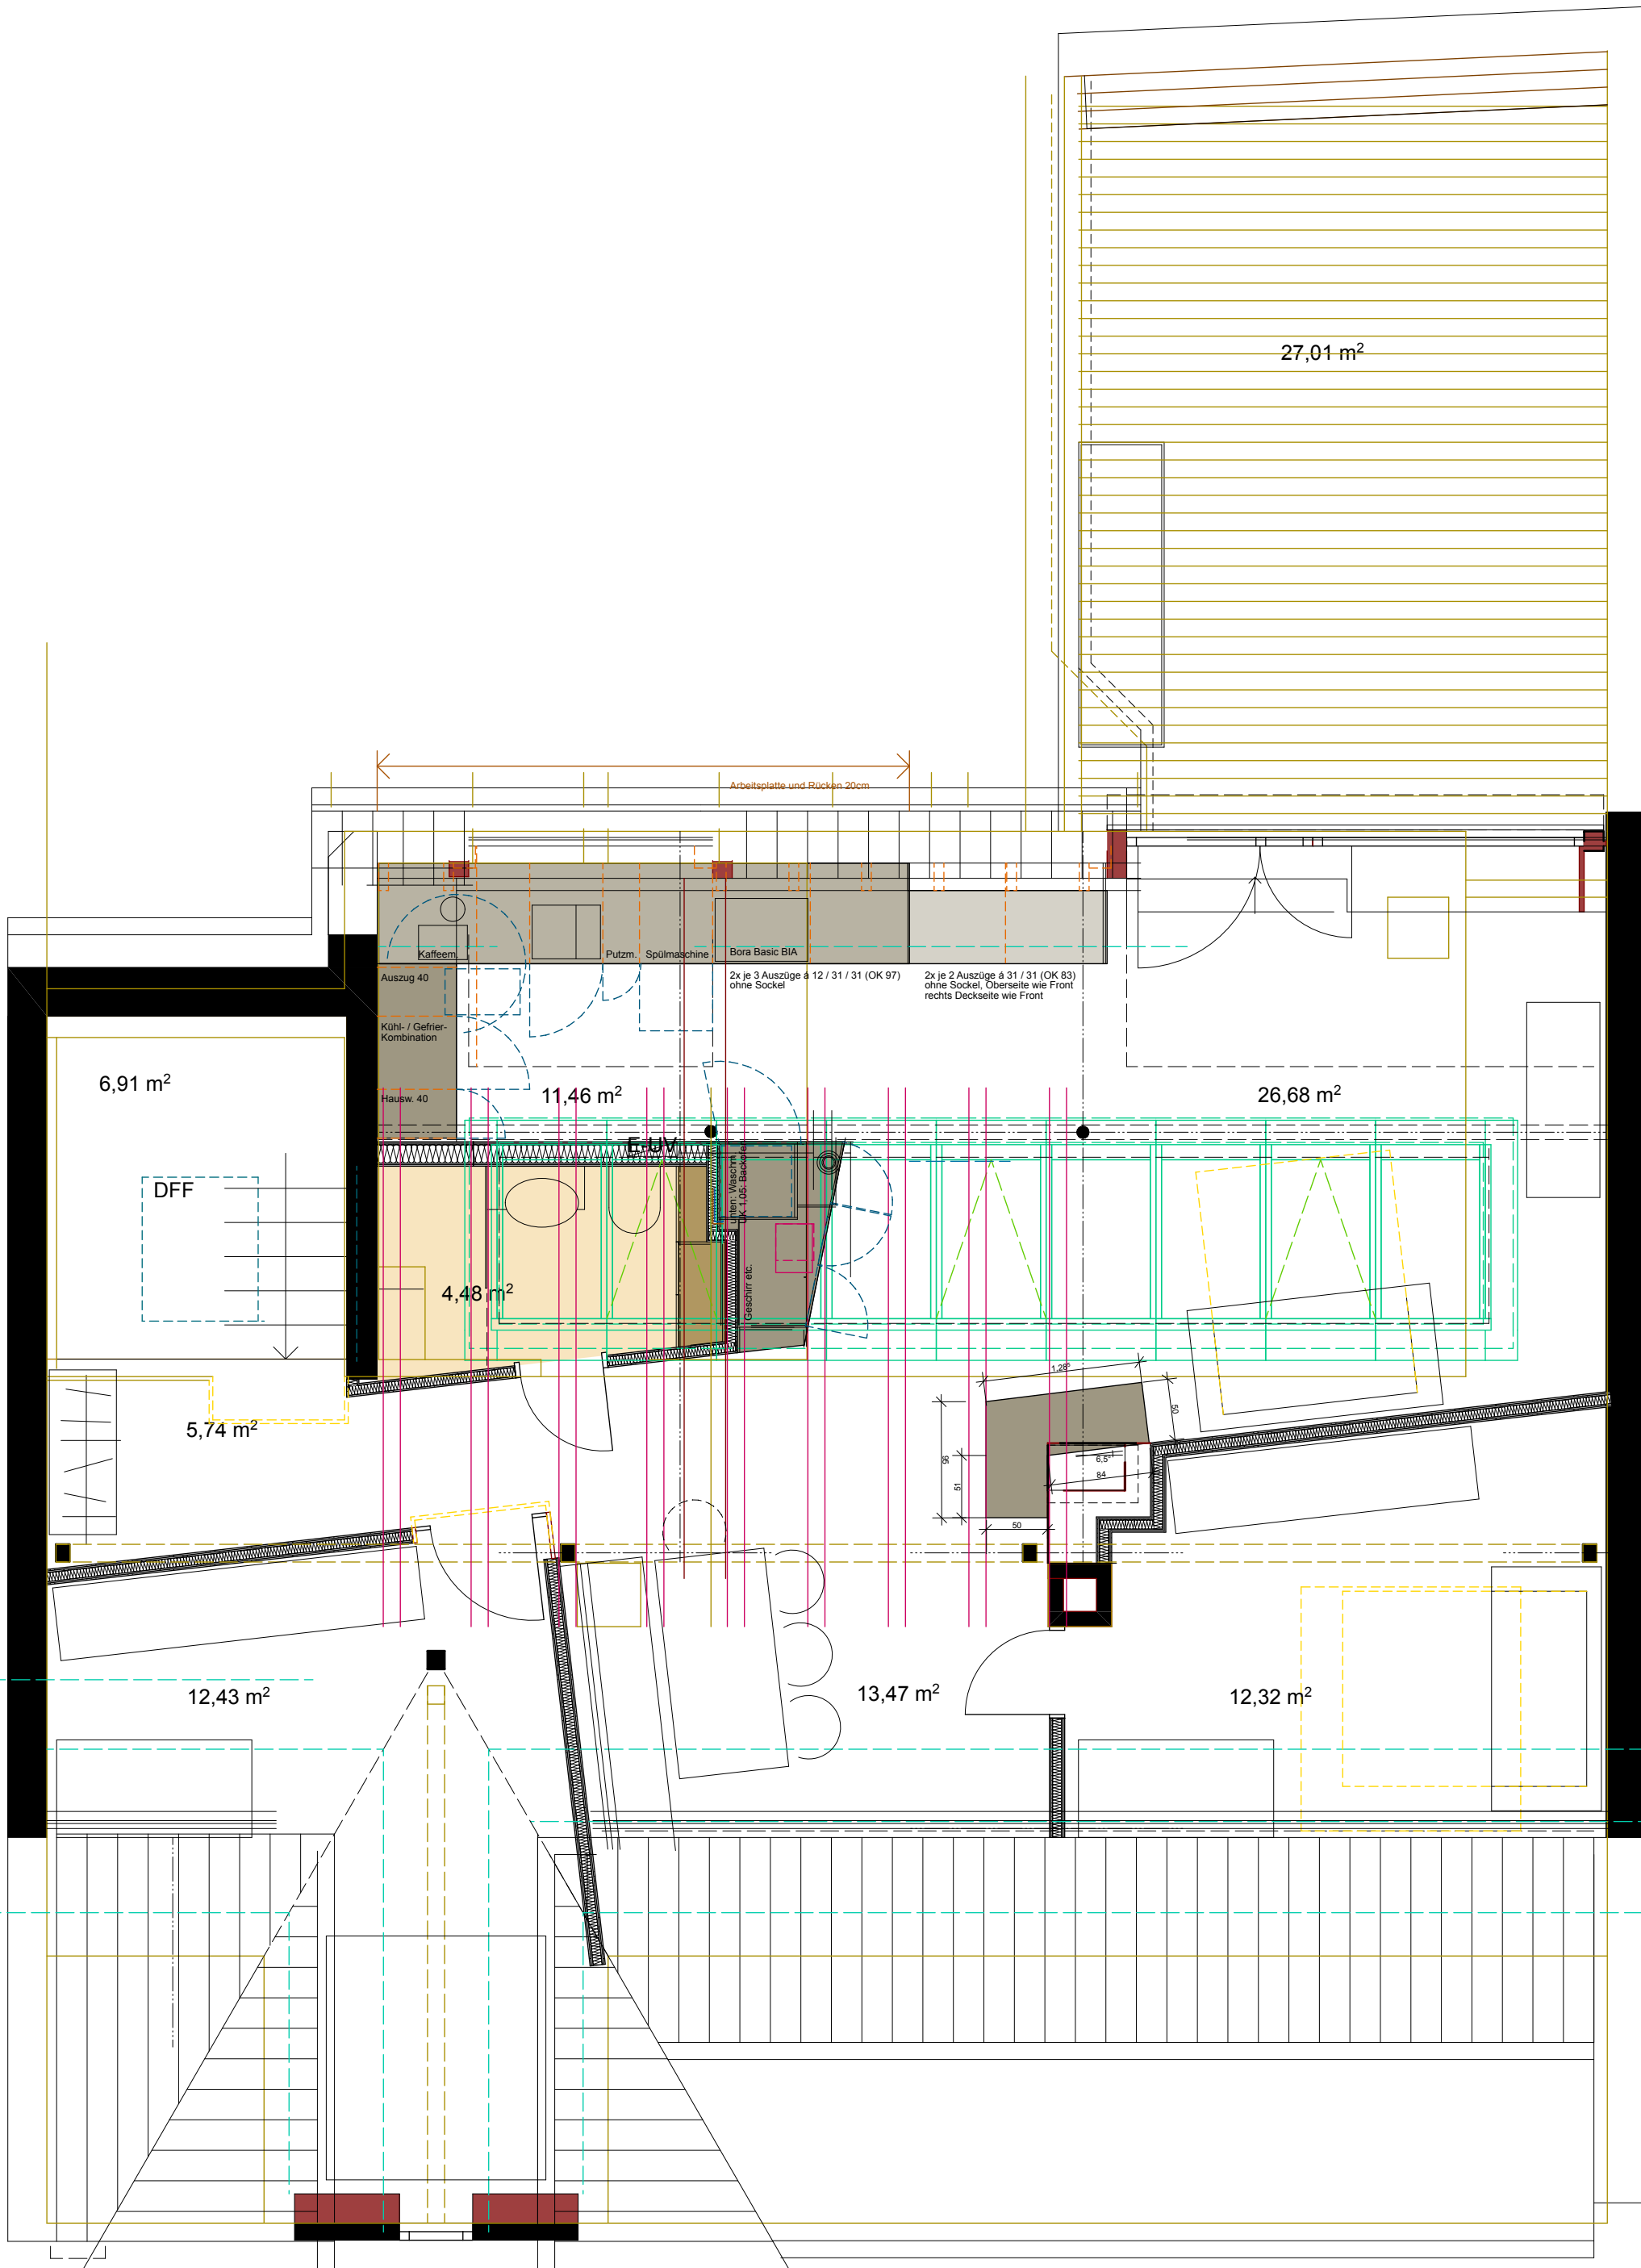 27,01 m²
Arbeitsplatte und Rücken 20cm
Kaffeem.
Putzm.
Spülmaschine
Bora Basic BIA
Auszug 40
2x je 3 Auszüge á 12 / 31 / 31 (OK 97)
ohne Sockel
2x je 2 Auszüge á 31 / 31 (OK 83)
ohne Sockel, Oberseite wie Front
rechts Deckseite wie Front
Kühl- / Gefrier-
Kombination
6,91 m²
Hausw. 40
11,46 m²
26,68 m²
E-UV
unten: Waschm.
UK 1,05: Backofen
DFF
Geschirr etc.
4,48 m²
1,28⁵
50
5,74 m²
96
51
6,5
84
50
12,43 m²
13,47 m²
12,32 m²